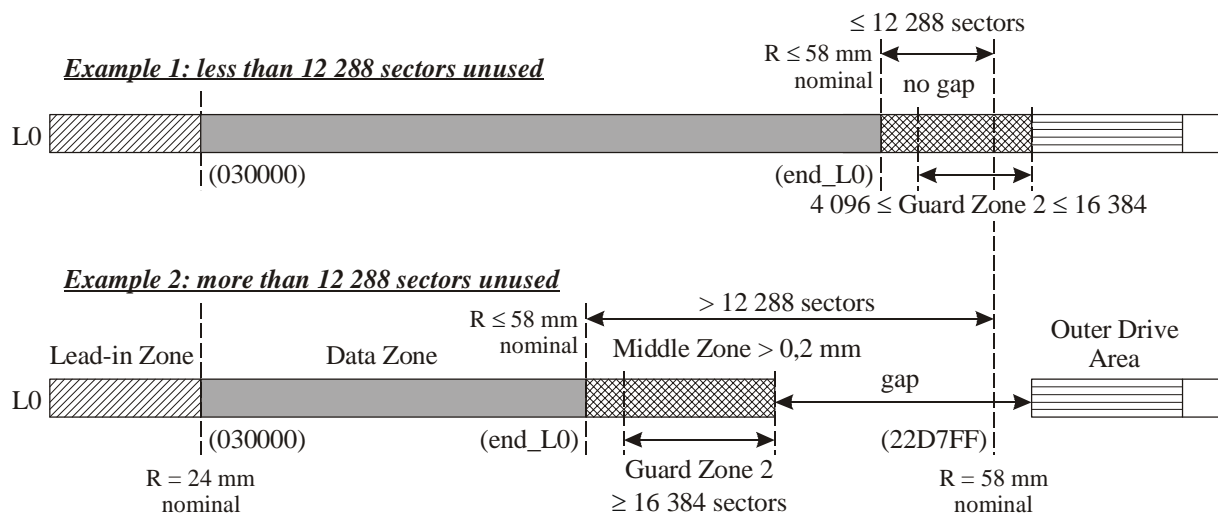 ≤ 12 288 sectors
R ≤ 58 mm
nominal
Example 1: less than 12 288 sectors unused
no gap
L0
(030000)
(end_L0)
4 096 ≤ Guard Zone 2 ≤ 16 384
Example 2: more than 12 288 sectors unused
> 12 288 sectors
R ≤ 58 mm
nominal
Outer Drive
Area
Lead-in Zone
Data Zone
Middle Zone > 0,2 mm
gap
L0
(030000)
(end_L0)
(22D7FF)
R = 24 mm
nominal
Guard Zone 2
≥ 16 384 sectors
R = 58 mm
nominal